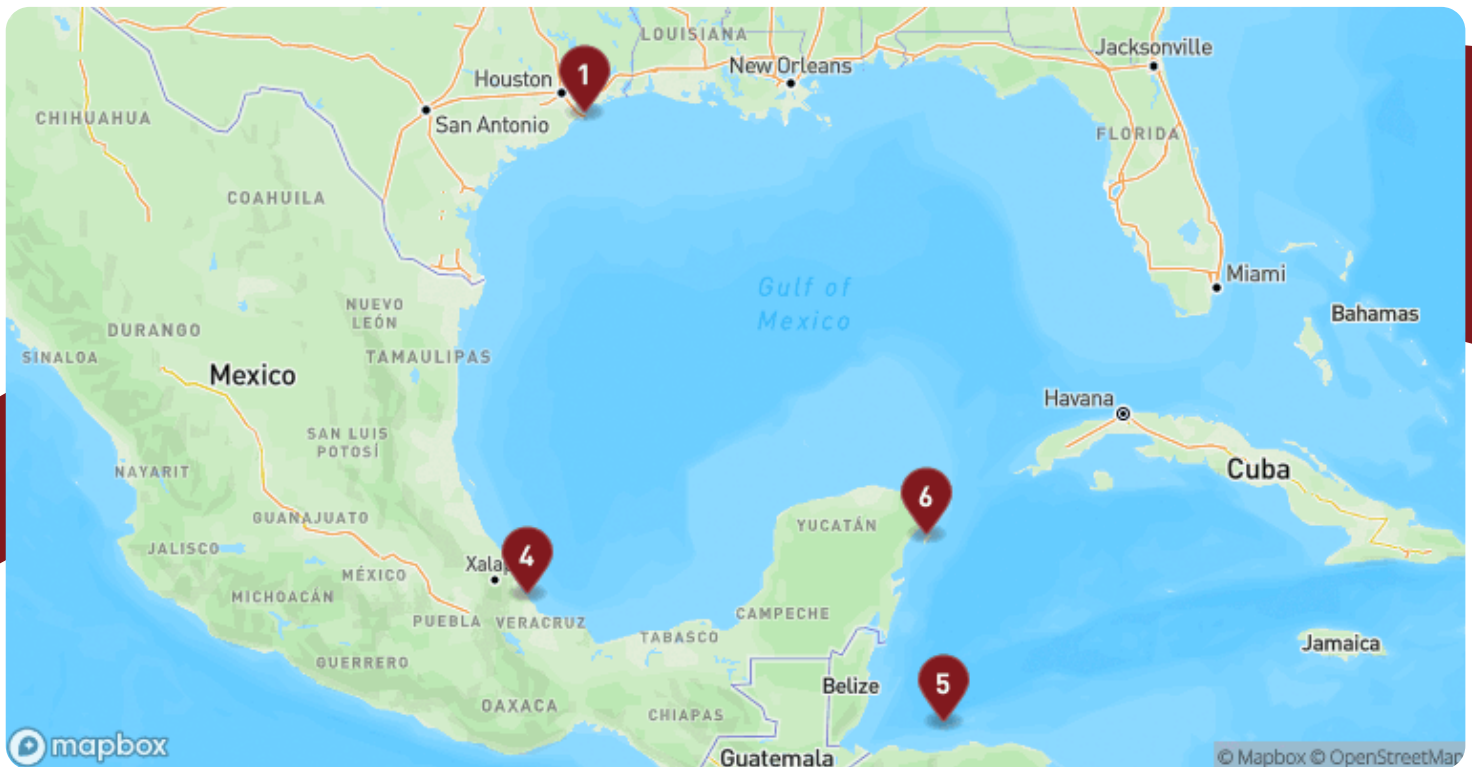 LOUISIANA
Jacksonville
New Orleans
Houston
1
CHIHUAHUA
San Antonio
FLORIDA
COAHUILA
Miami
Gulf of
Mexico
NUEVO
LEÓN
Bahamas
DURANGO
SINALOA
TAMAULIPAS
Mexico
Havana
SAN LUIS
POTOSÍ
NAYARIT
Cuba
6
GUANAJUATO
YUCATÁN
JALISCO
4
Xala
MÉXICO
MICHOACÁN
PUEBLA
VERACRUZ
CAMPECHE
TABASCO
Jamaica
GUERRERO
Belize
5
OAXACA
CHIAPAS
mapbox
Guatemala
© Mapbox © OpenStreetMap